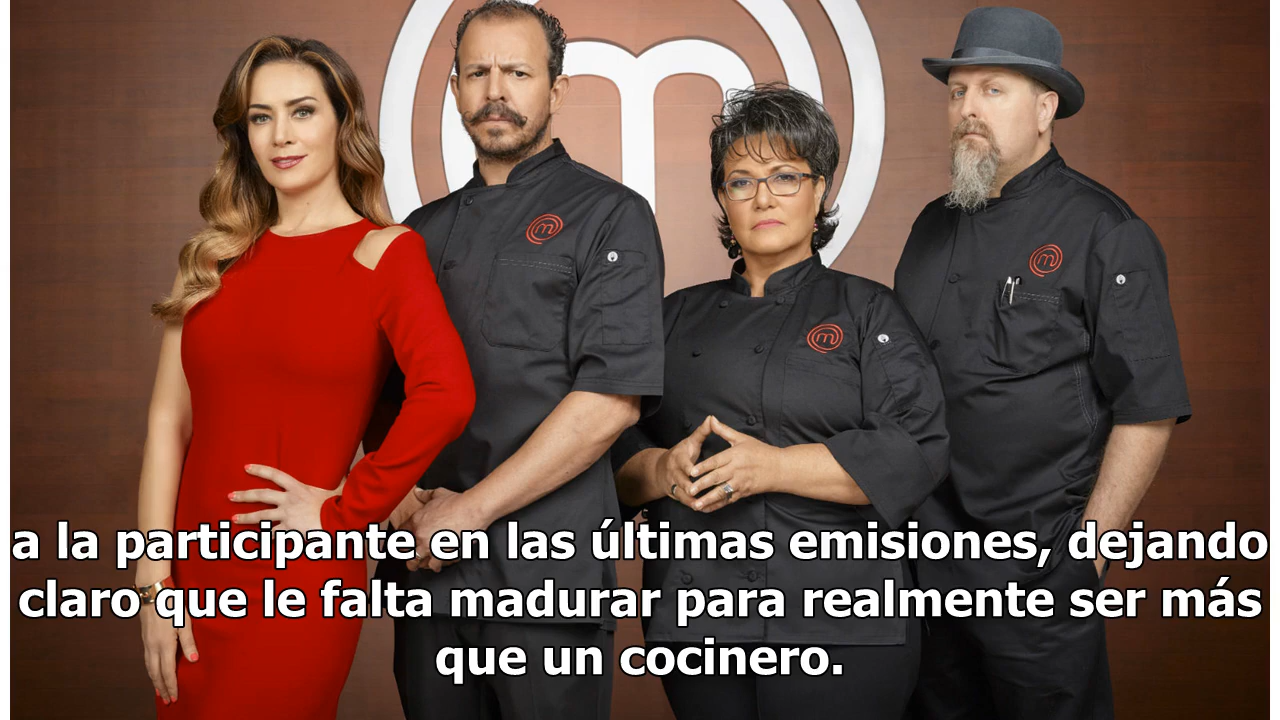 a la participante en las últimas emisiones, dejando
claro que le falta madurar para realmente ser más
que un cocinero.